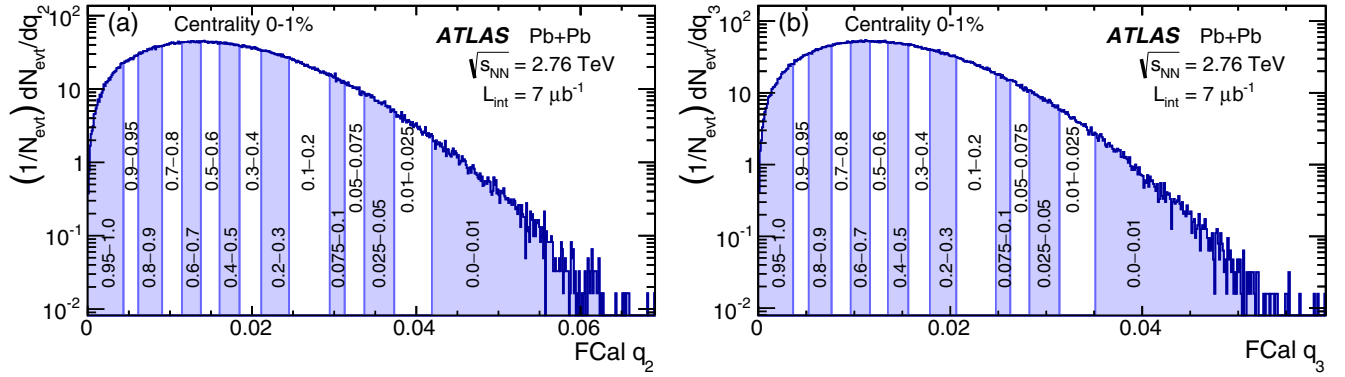 (a) Centrality 0-1%
ATLAS Pb+Pb
√s_NN = 2.76 TeV
L_int = 7 μb⁻¹
(1/N_evt) dN_evt/dq₂
10²
10
1
10⁻¹
10⁻²
0.95–1.0
0.9–0.95
0.8–0.9
0.7–0.8
0.6–0.7
0.5–0.6
0.4–0.5
0.3–0.4
0.2–0.3
0.1–0.2
0.075–0.1
0.05–0.075
0.025–0.05
0.01–0.025
0.0–0.01
0 0.02 0.04 0.06
FCal q₂
(b) Centrality 0-1%
ATLAS Pb+Pb
√s_NN = 2.76 TeV
L_int = 7 μb⁻¹
(1/N_evt) dN_evt/dq₃
10²
10
1
10⁻¹
10⁻²
0.95–1.0
0.9–0.95
0.8–0.9
0.7–0.8
0.6–0.7
0.5–0.6
0.4–0.5
0.3–0.4
0.2–0.3
0.1–0.2
0.075–0.1
0.05–0.075
0.025–0.05
0.01–0.025
0.0–0.01
0 0.02 0.04
FCal q₃